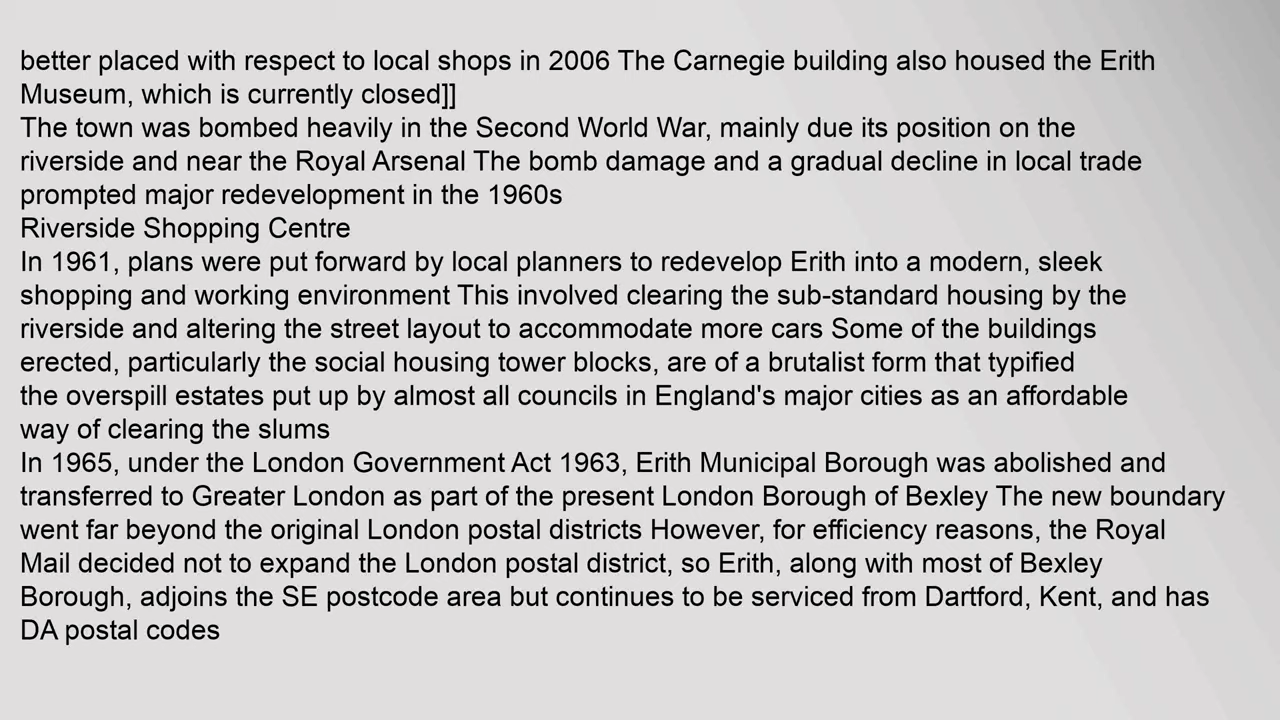 better placed with respect to local shops in 2006 The Carnegie building also housed the Erith
Museum, which is currently closed]]
The town was bombed heavily in the Second World War, mainly due its position on the
riverside and near the Royal Arsenal The bomb damage and a gradual decline in local trade
prompted major redevelopment in the 1960s
Riverside Shopping Centre
In 1961, plans were put forward by local planners to redevelop Erith into a modern, sleek
shopping and working environment This involved clearing the sub-standard housing by the
riverside and altering the street layout to accommodate more cars Some of the buildings
erected, particularly the social housing tower blocks, are of a brutalist form that typified
the overspill estates put up by almost all councils in England's major cities as an affordable
way of clearing the slums
In 1965, under the London Government Act 1963, Erith Municipal Borough was abolished and
transferred to Greater London as part of the present London Borough of Bexley The new boundary
went far beyond the original London postal districts However, for efficiency reasons, the Royal
Mail decided not to expand the London postal district, so Erith, along with most of Bexley
Borough, adjoins the SE postcode area but continues to be serviced from Dartford, Kent, and has
DA postal codes